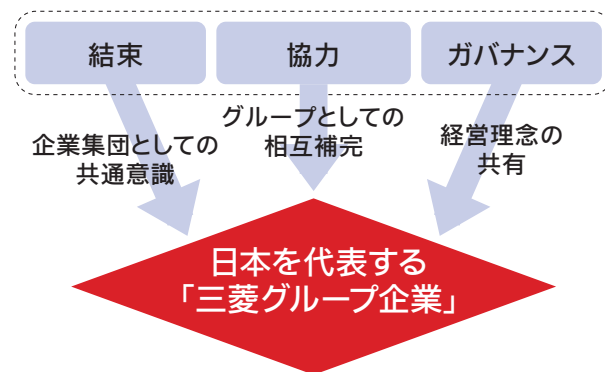 結束
協力
ガバナンス
企業集団としての
共通意識
グループとしての
相互補完
経営理念の
共有
日本を代表する
「三菱グループ企業」